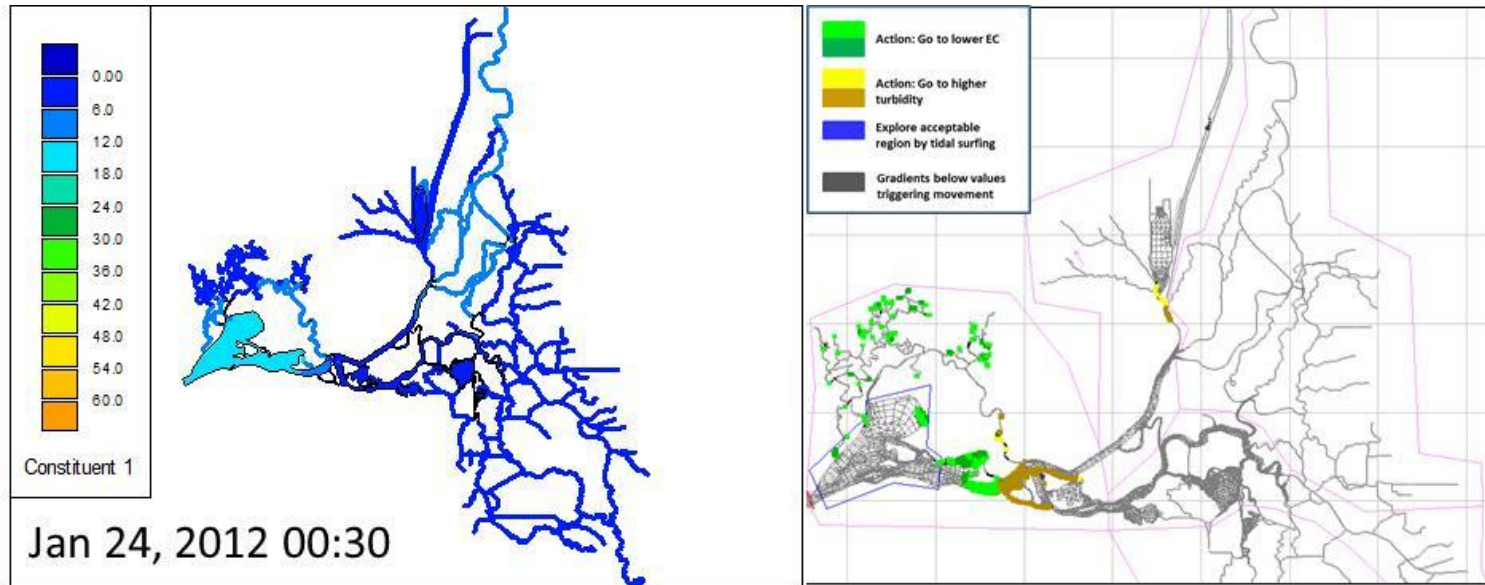 0.00
6.0
12.0
18.0
24.0
30.0
36.0
42.0
48.0
54.0
60.0
Constituent 1
Jan 24, 2012 00:30
Action: Go to lower EC
Action: Go to higher
turbidity
Explore acceptable
region by tidal surfing
Gradients below values
triggering movement